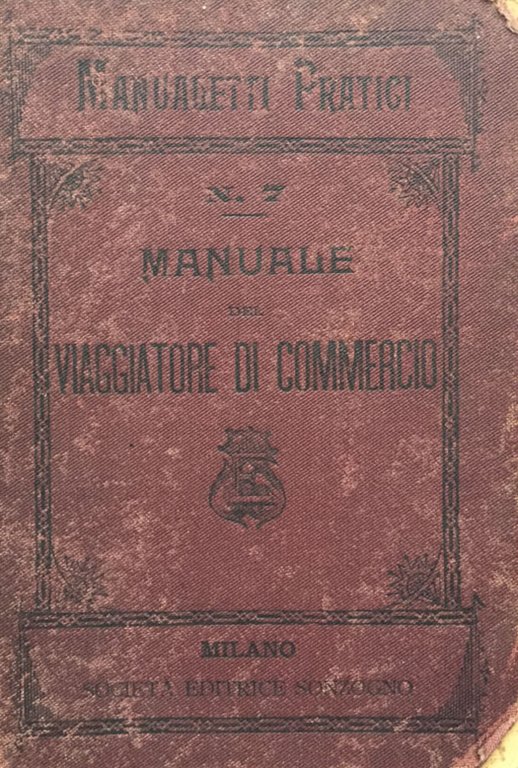 MANUALETTI PRATICI
N. 7
MANUALE
DEL
VIAGGIATORE DI COMMERCIO
MILANO
SOCIETÀ EDITRICE SONZOGNO